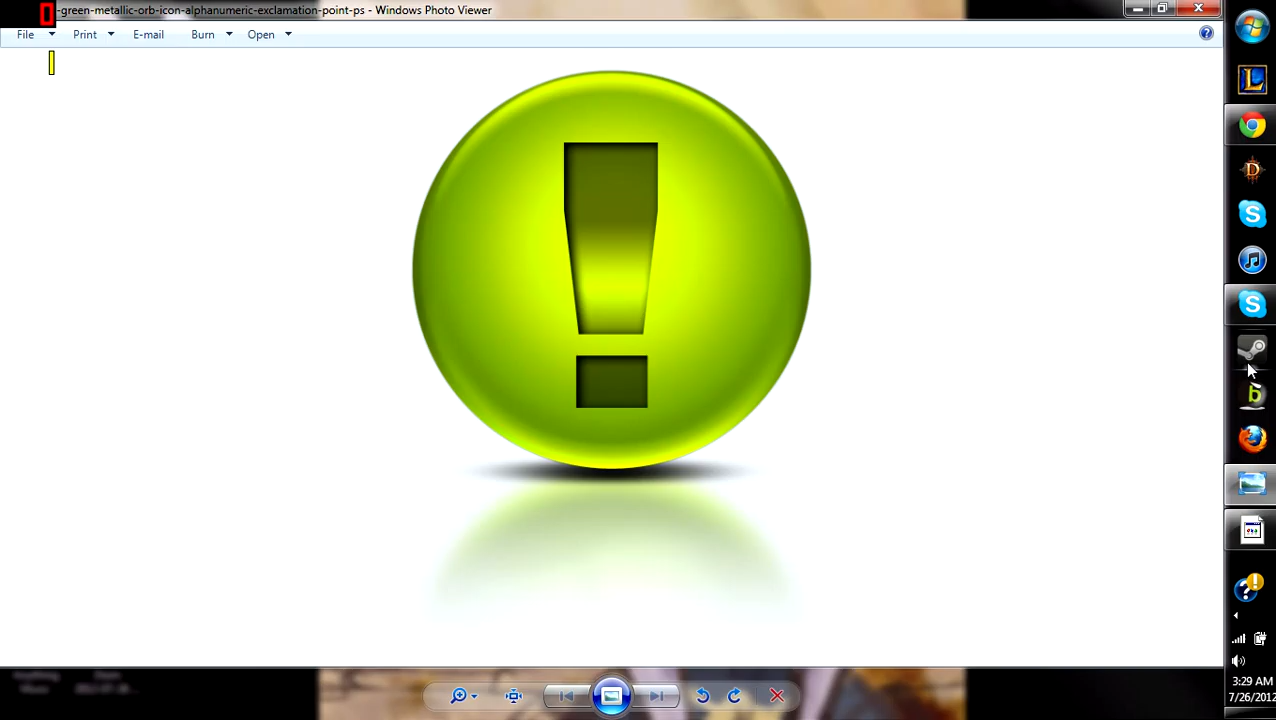 -green-metallic-orb-icon-alphanumeric-exclamation-point-ps - Windows Photo Viewer
File Print E-mail Burn Open
!
3:29 AM
7/26/2012